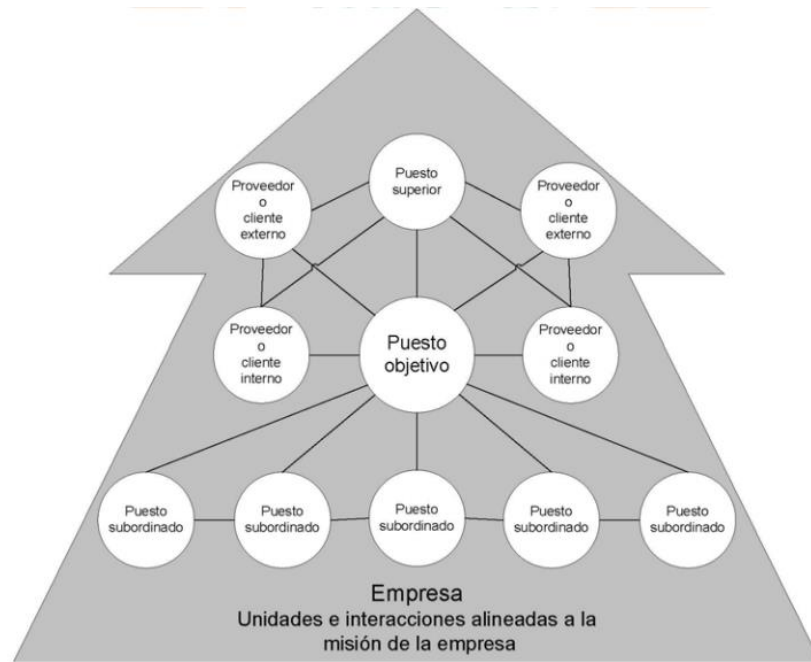 Puesto
superior
Proveedor
o
cliente
externo
Proveedor
o
cliente
externo
Proveedor
o
cliente
interno
Puesto
objetivo
Proveedor
o
cliente
interno
Puesto
subordinado
Puesto
subordinado
Puesto
subordinado
Puesto
subordinado
Puesto
subordinado
Empresa
Unidades e interacciones alineadas a la
misión de la empresa